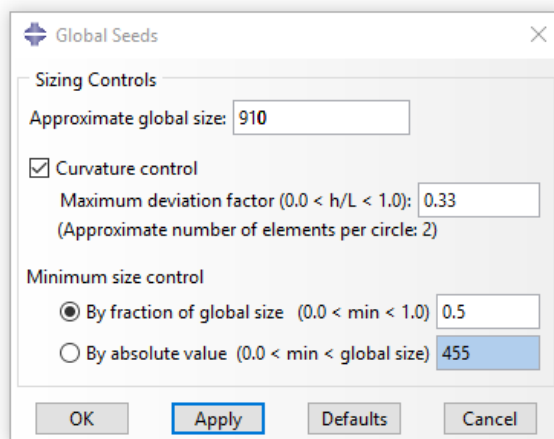 Global Seeds
Sizing Controls
Approximate global size: 910
Curvature control
Maximum deviation factor (0.0 < h/L < 1.0): 0.33
(Approximate number of elements per circle: 2)
Minimum size control
By fraction of global size (0.0 < min < 1.0) 0.5
By absolute value (0.0 < min < global size) 455
OK Apply Defaults Cancel